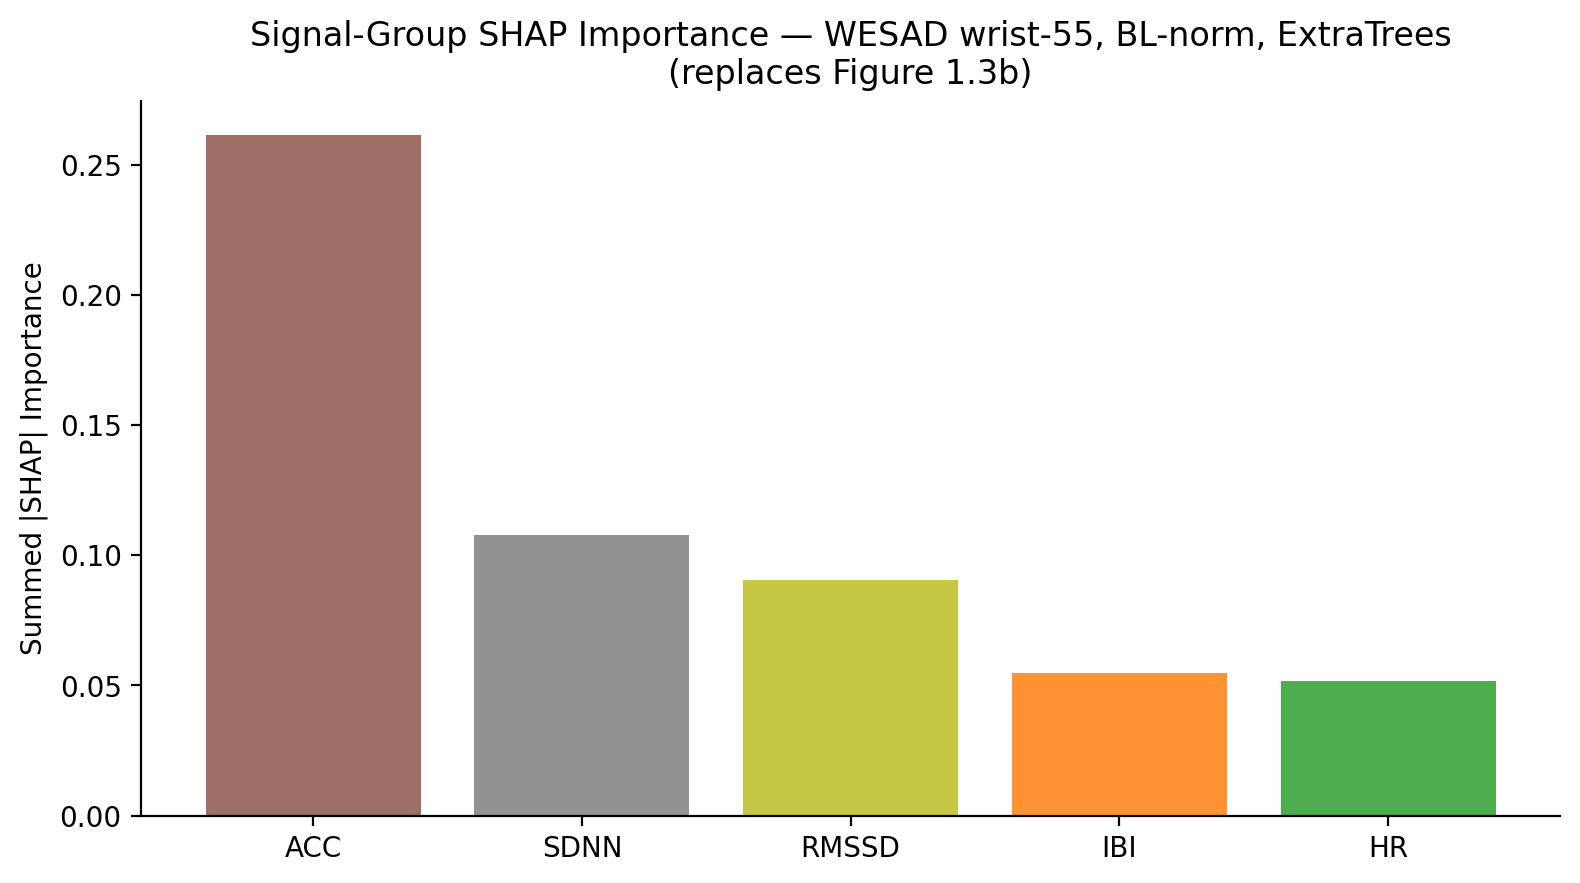 Signal-Group SHAP Importance — WESAD wrist-55, BL-norm, ExtraTrees
(replaces Figure 1.3b)
Summed |SHAP| Importance
0.25
0.20
0.15
0.10
0.05
0.00
ACC SDNN RMSSD IBI HR